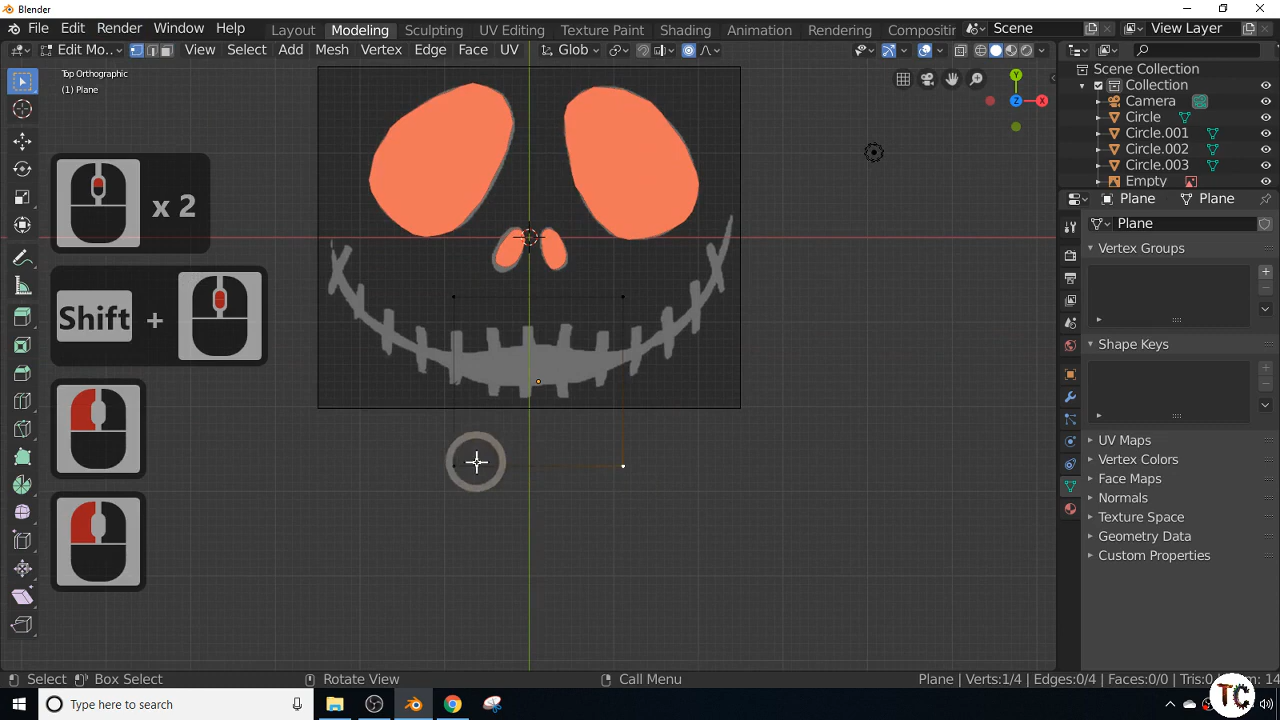 Blender
File Edit Render Window Help
Layout Modeling Sculpting UV Editing Texture Paint Shading Animation Rendering Compositin
Scene
View Layer
Edit Mo...
View Select Add Mesh Vertex Edge Face UV
Glob
Top Orthographic
(1) Plane
Y
Z
X
x 2
Shift +
Scene Collection
Collection
Camera
Circle
Circle.001
Circle.002
Circle.003
Empty
Plane
Plane
Plane
Vertex Groups
Shape Keys
UV Maps
Vertex Colors
Face Maps
Normals
Texture Space
Geometry Data
Custom Properties
Select
Box Select
Rotate View
Call Menu
Plane | Verts:1/4 | Edges:0/4 | Faces:0/0 | Tris:0
m: 14
Type here to search
TC